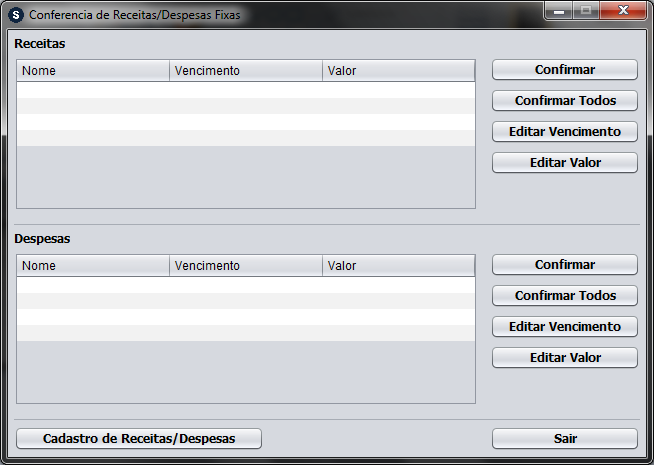 S Conferencia de Receitas/Despesas Fixas
Receitas
Nome Vencimento Valor
Confirmar
Confirmar Todos
Editar Vencimento
Editar Valor
Despesas
Nome Vencimento Valor
Confirmar
Confirmar Todos
Editar Vencimento
Editar Valor
Cadastro de Receitas/Despesas
Sair